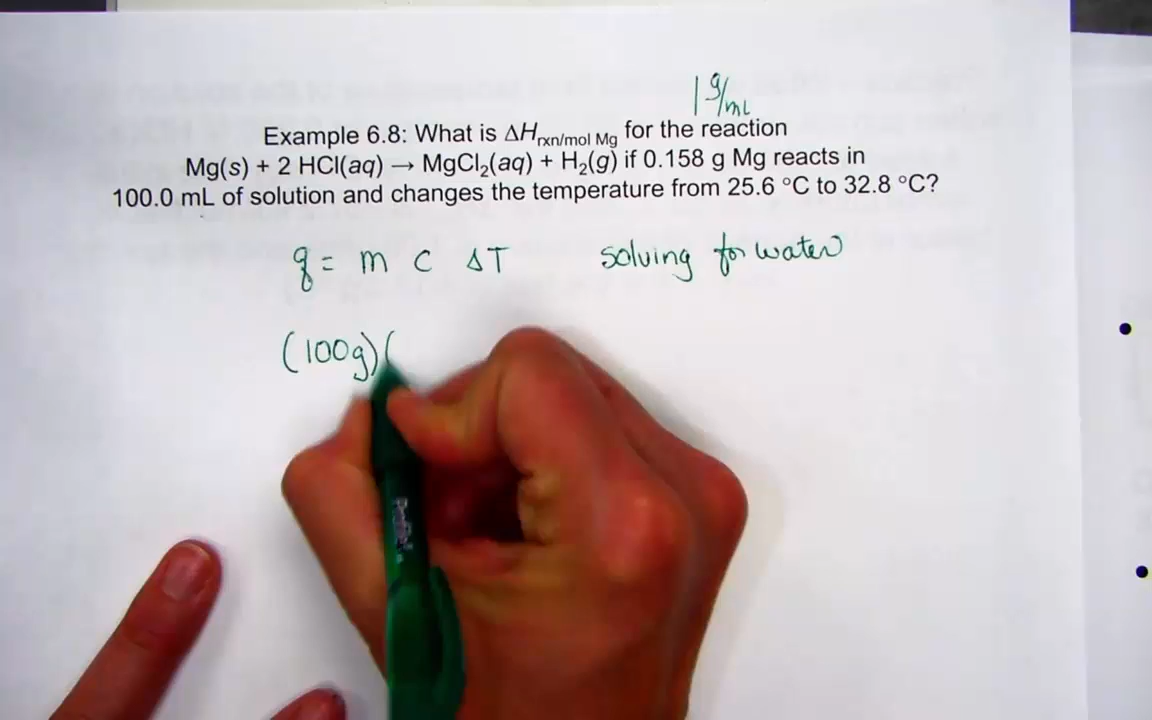 1 g/mL
Example 6.8: What is ΔHrxn/mol Mg for the reaction
Mg(s) + 2 HCl(aq) → MgCl2(aq) + H2(g) if 0.158 g Mg reacts in
100.0 mL of solution and changes the temperature from 25.6 °C to 32.8 °C?
q = m c ΔT solving for water
(100g)(